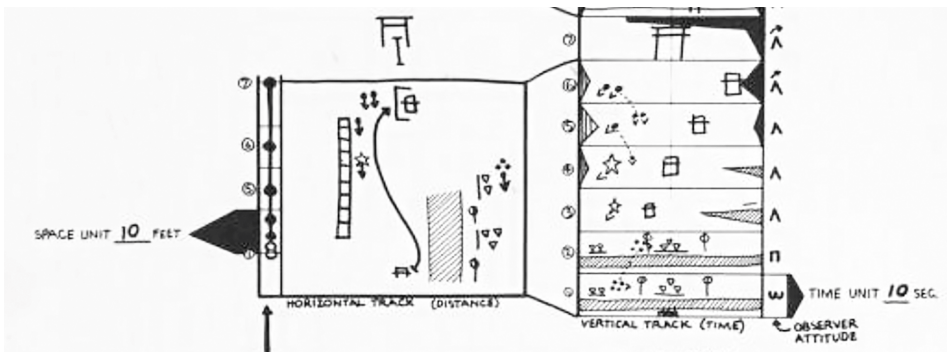 SPACE UNIT 10 FEET
HORIZONTAL TRACK (DISTANCE)
VERTICAL TRACK (TIME)
TIME UNIT 10 SEC.
OBSERVER
ATTITUDE